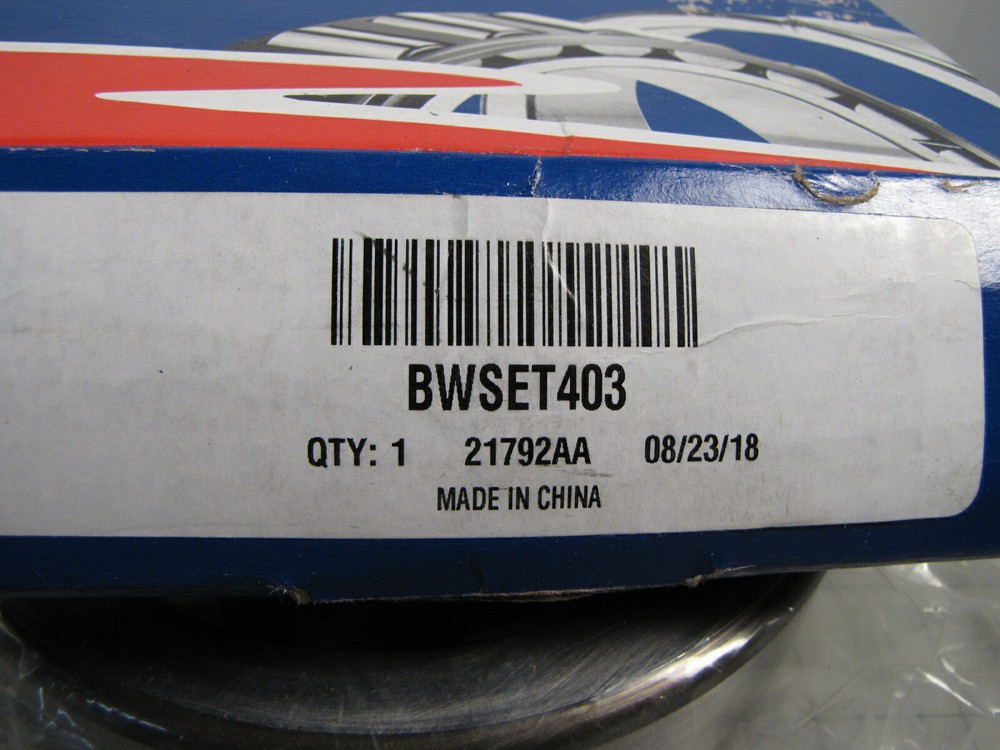 BWSET403
QTY: 1 21792AA 08/23/18
MADE IN CHINA